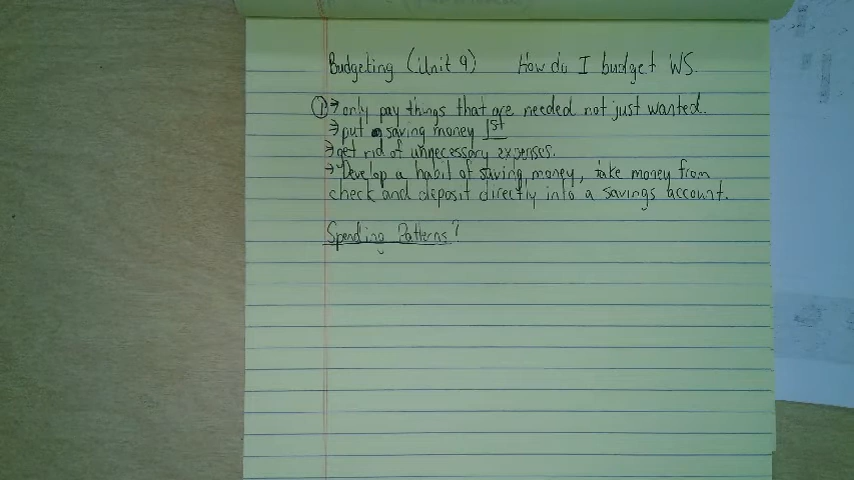 Budgeting (Unit 9) How do I budget WS.
① → only pay things that are needed not just wanted.
→ put saving money 1st
→ get rid of unnecessary expenses.
→ Develop a habit of saving money, take money from
check and deposit directly into a savings account.
Spending Patterns?